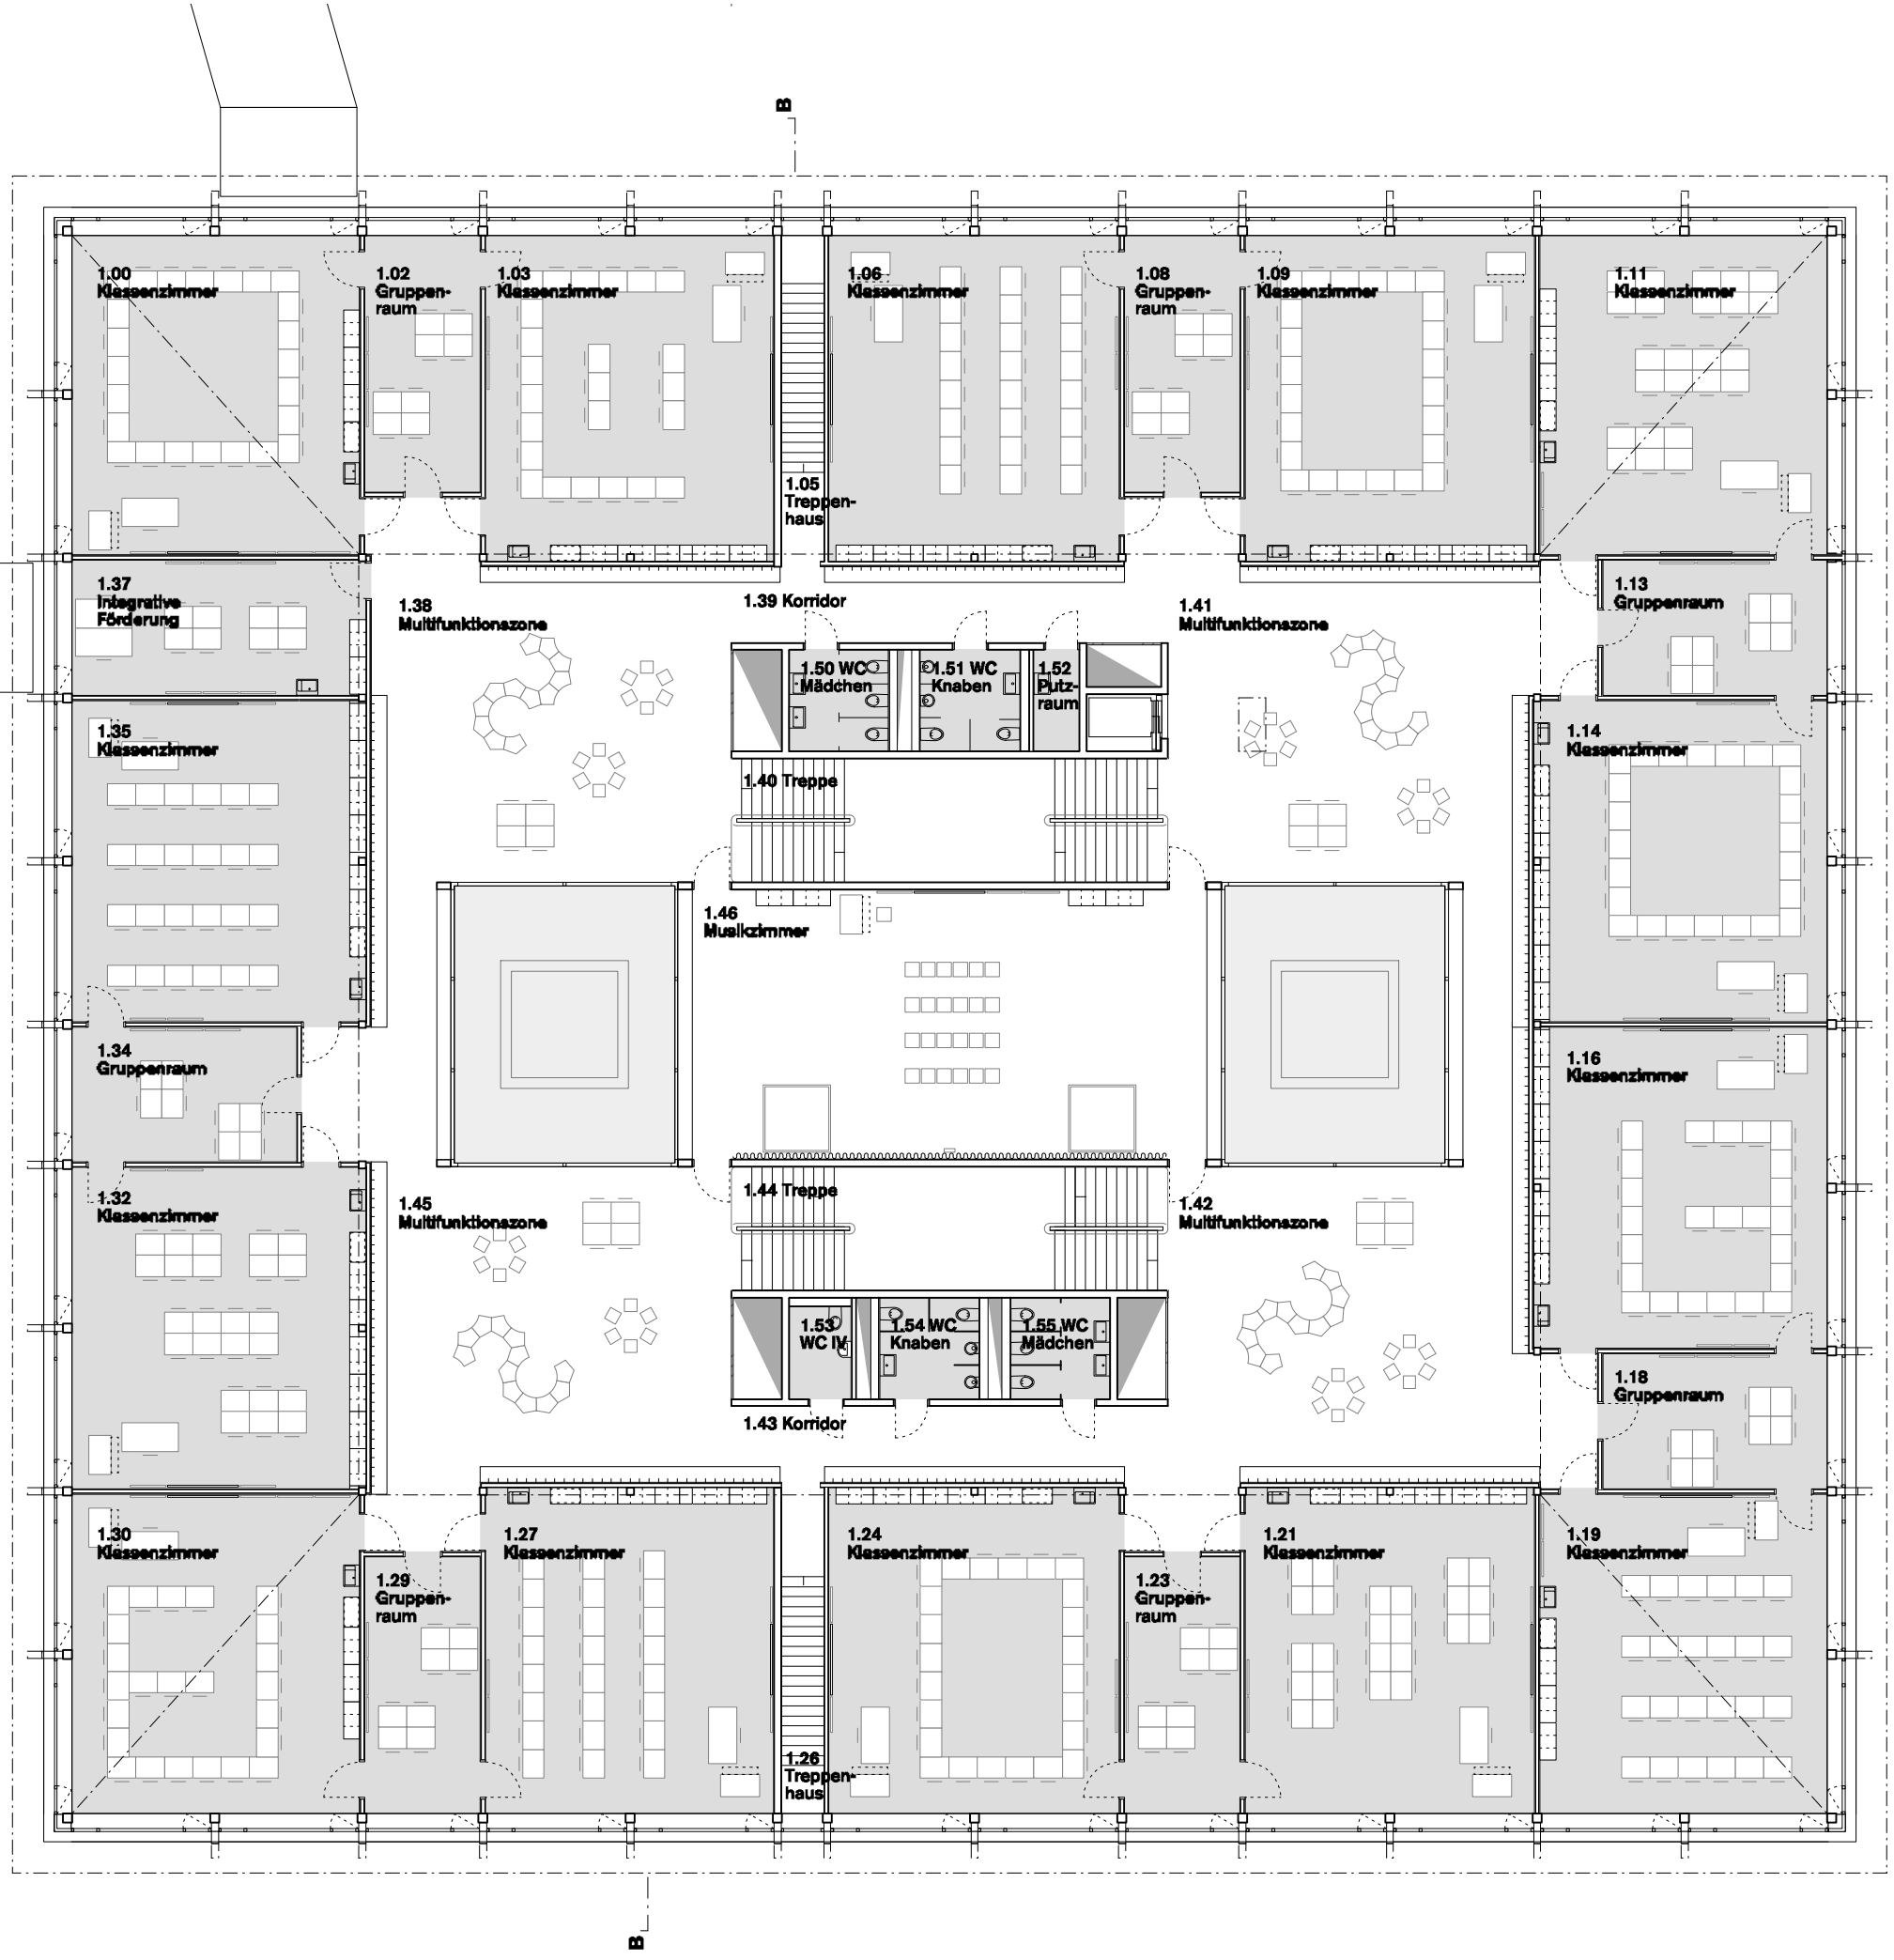 B
1.00
Klassenzimmer
1.02
Gruppen-
raum
1.03
Klassenzimmer
1.06
Klassenzimmer
1.08
Gruppen-
raum
1.09
Klassenzimmer
1.11
Klassenzimmer
1.05
Treppen-
haus
1.37
Integrative
Förderung
1.38
Multifunktionszone
1.39 Korridor
1.41
Multifunktionszone
1.13
Gruppenraum
1.50 WC
Mädchen
1.51 WC
Knaben
1.52
Putz-
raum
1.35
Klassenzimmer
1.14
Klassenzimmer
1.40 Treppe
1.46
Musikzimmer
1.34
Gruppenraum
1.16
Klassenzimmer
1.32
Klassenzimmer
1.45
Multifunktionszone
1.44 Treppe
1.42
Multifunktionszone
1.53
WC IV
1.54 WC
Knaben
1.55 WC
Mädchen
1.18
Gruppenraum
1.43 Korridor
1.30
Klassenzimmer
1.29
Gruppen-
raum
1.27
Klassenzimmer
1.24
Klassenzimmer
1.23
Gruppen-
raum
1.21
Klassenzimmer
1.19
Klassenzimmer
1.26
Treppen-
haus
B